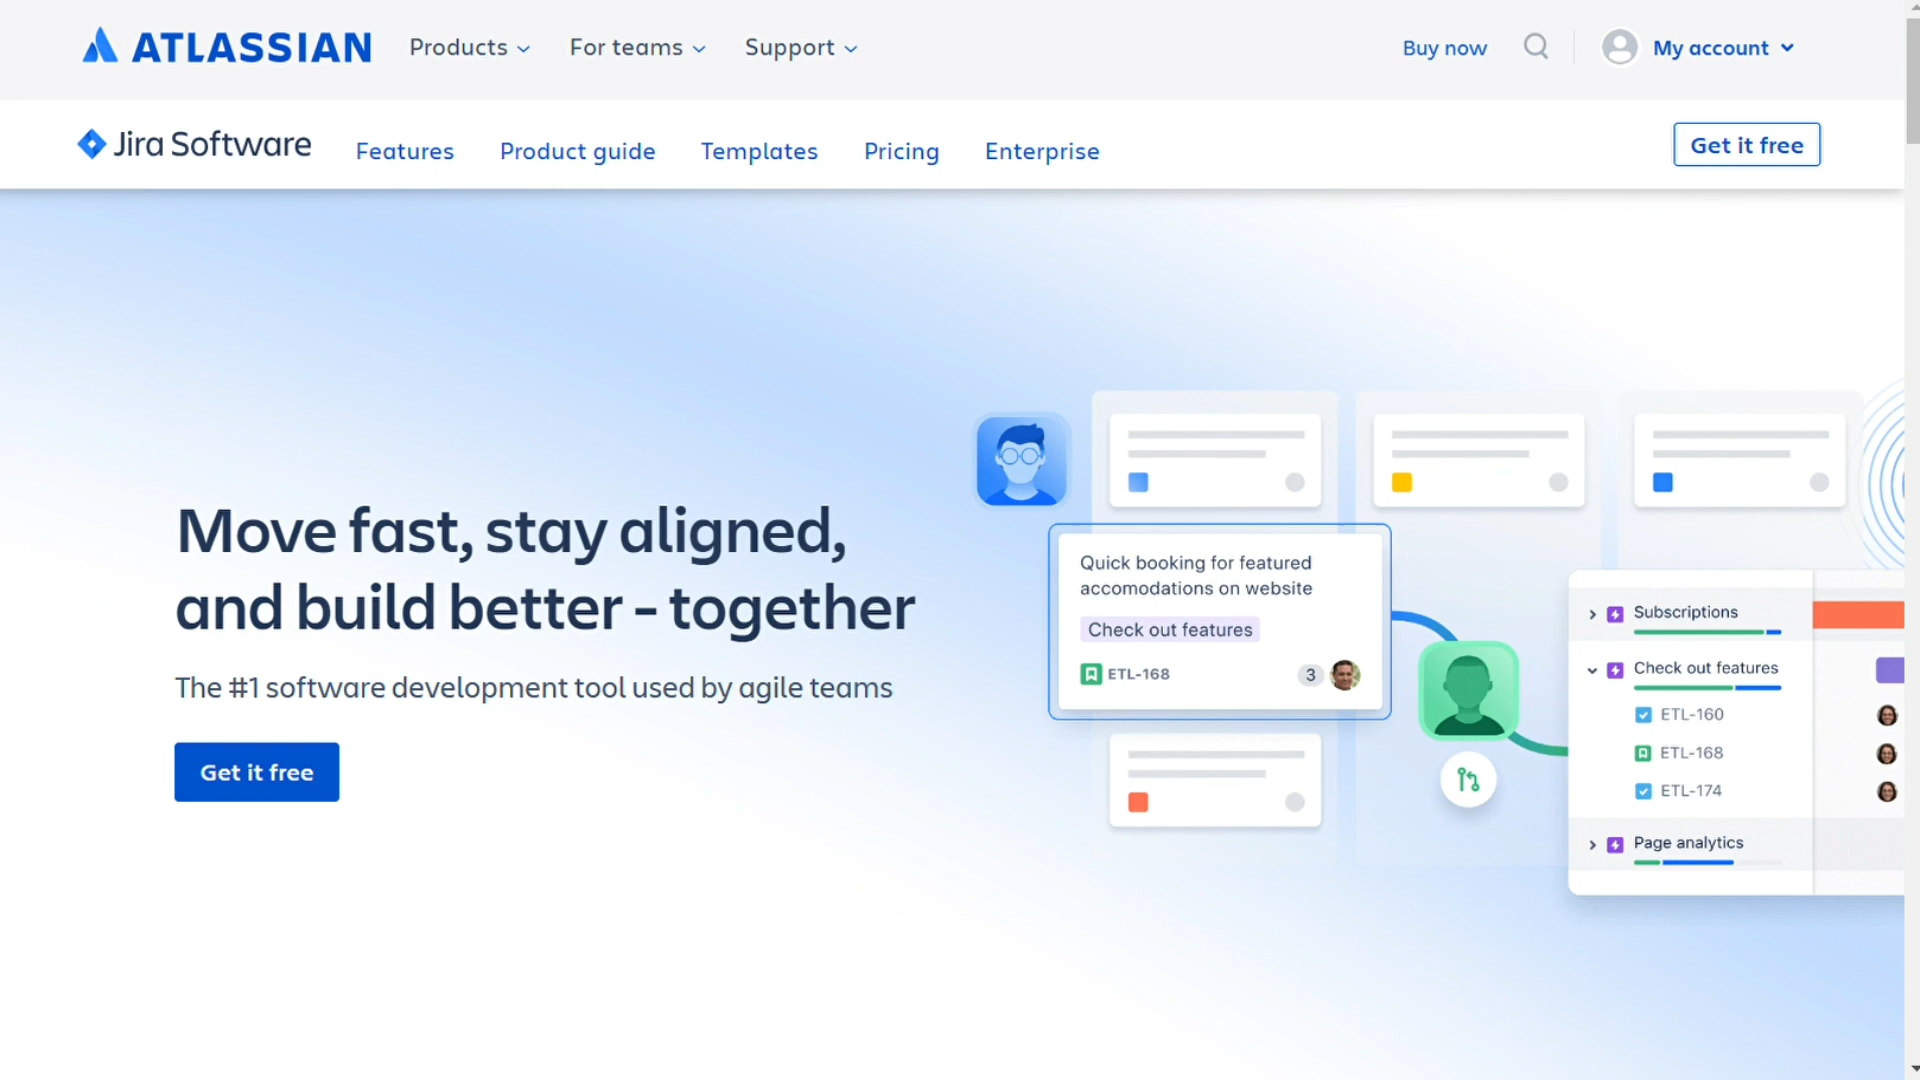 ATLASSIAN Products For teams Support Buy now My account
Jira Software Features Product guide Templates Pricing Enterprise Get it free
Move fast, stay aligned,
and build better - together
The #1 software development tool used by agile teams
Get it free
Quick booking for featured
accomodations on website
Check out features
ETL-168 3
Subscriptions
Check out features
ETL-160
ETL-168
ETL-174
Page analytics